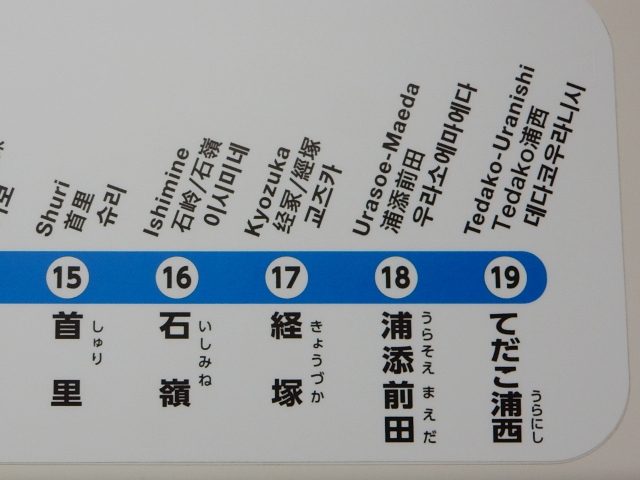 Shuri
首里
슈리
15
首里
しゅり
Ishimine
石岭/石嶺
이시미네
16
石嶺
いしみね
Kyozuka
经冢/經塚
교즈카
17
経塚
きょうづか
Urasoe-Maeda
浦添前田
우라소에마에다
18
浦添前田
うらそえ まえだ
Tedako-Uranishi
Tedako浦西
데다코우라니시
19
てだこ浦西
うらにし